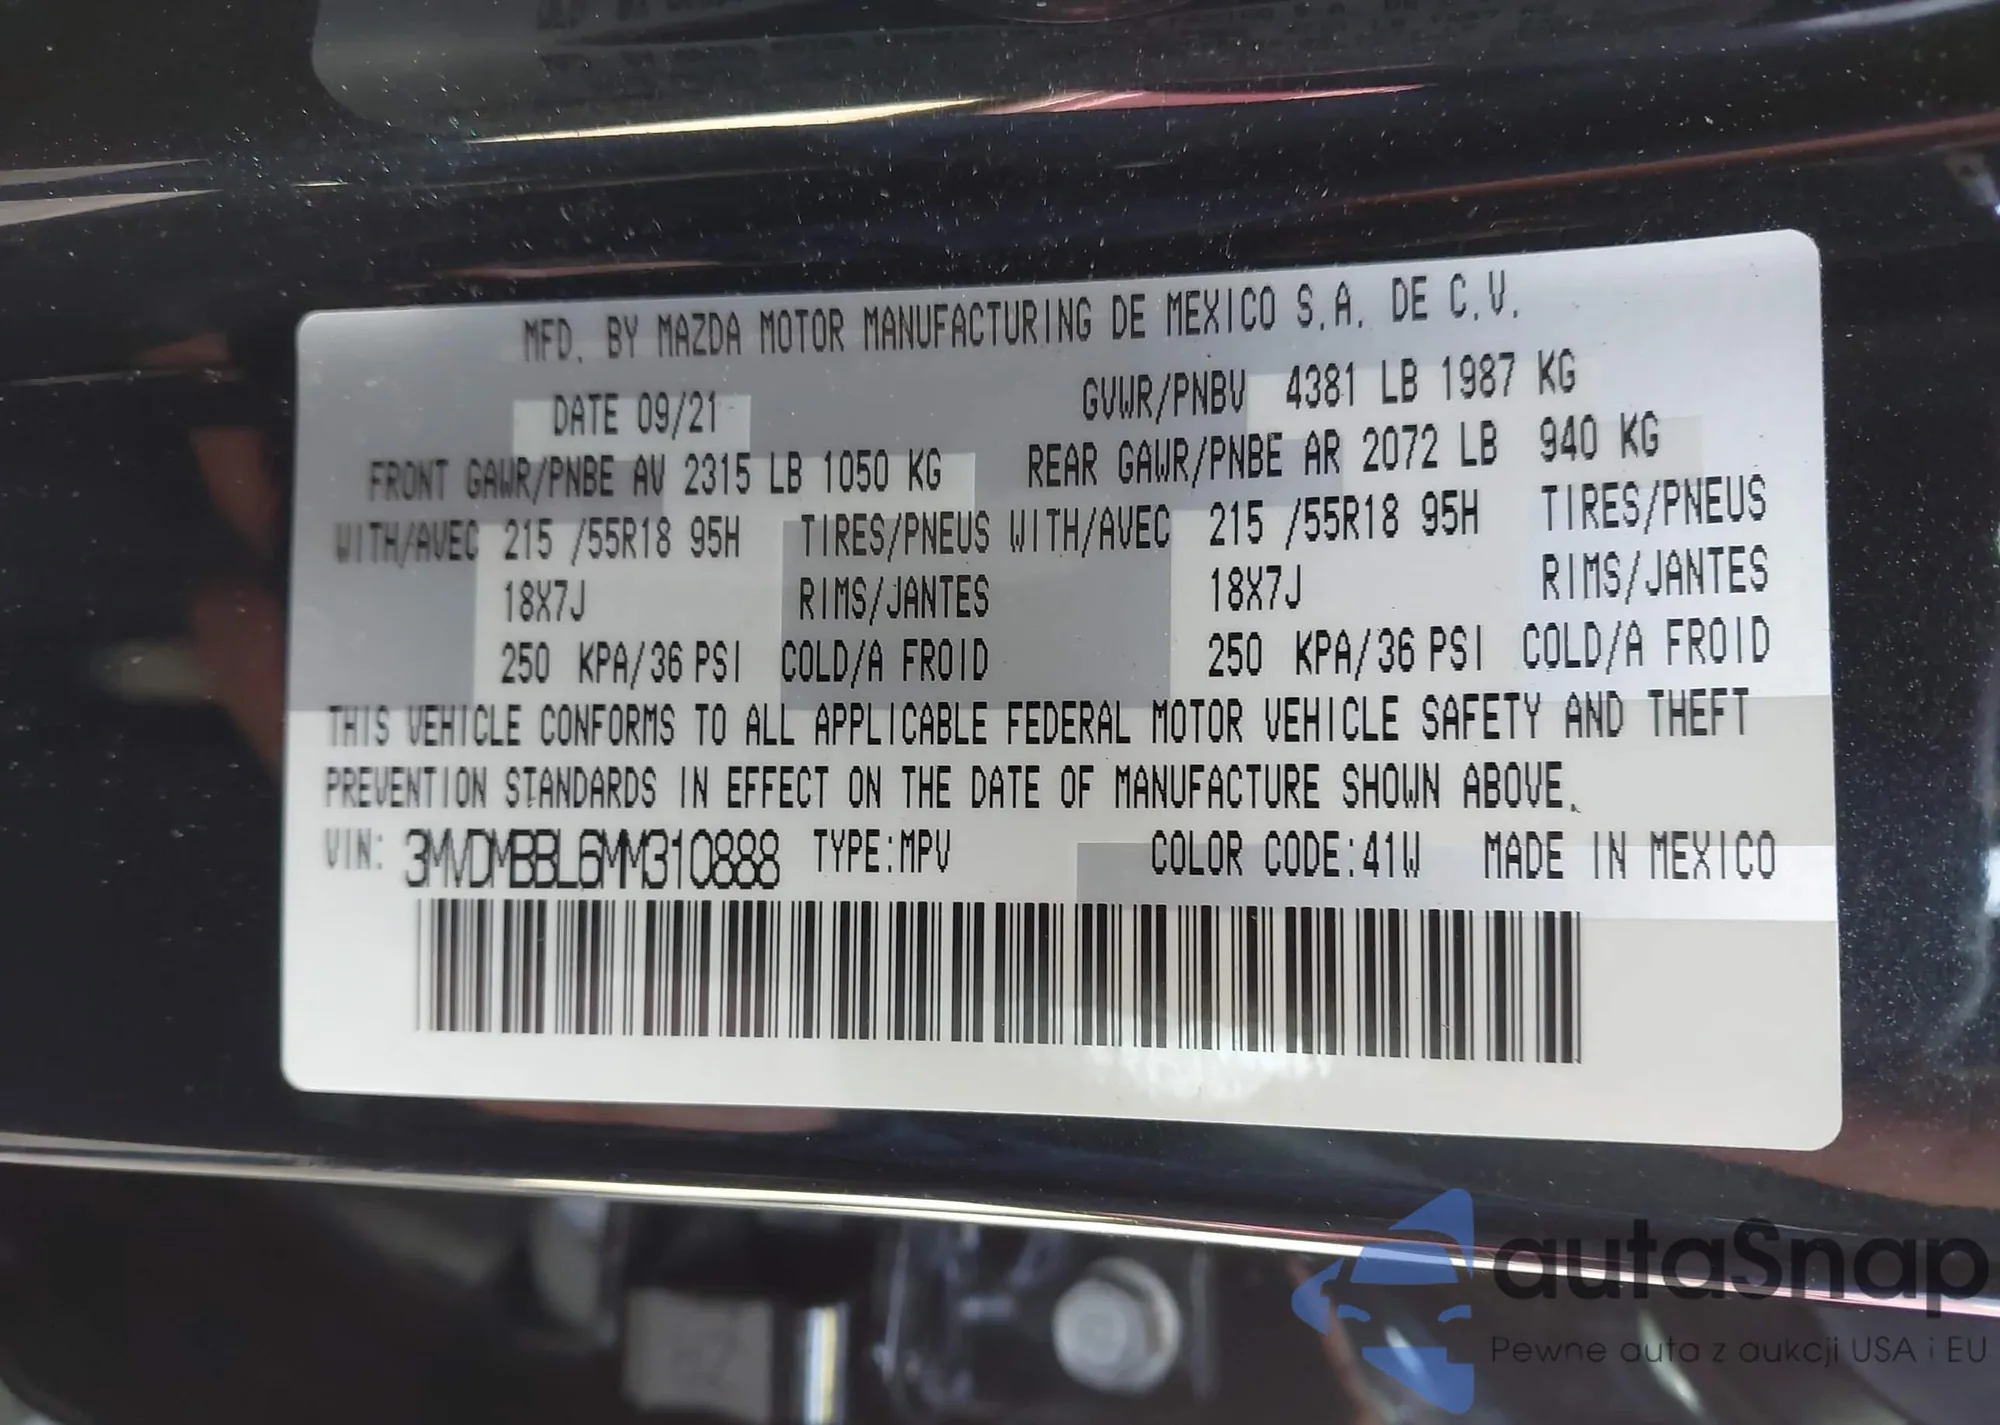 MFD. BY MAZDA MOTOR MANUFACTURING DE MEXICO S.A. DE C.V.
DATE 09/21 GVWR/PNBV 4381 LB 1987 KG
FRONT GAWR/PNBE AV 2315 LB 1050 KG REAR GAWR/PNBE AR 2072 LB 940 KG
WITH/AVEC 215 /55R18 95H TIRES/PNEUS WITH/AVEC 215 /55R18 95H TIRES/PNEUS
18X7J RIMS/JANTES 18X7J RIMS/JANTES
250 KPA/36 PSI COLD/A FROID 250 KPA/36 PSI COLD/A FROID
THIS VEHICLE CONFORMS TO ALL APPLICABLE FEDERAL MOTOR VEHICLE SAFETY AND THEFT
PREVENTION STANDARDS IN EFFECT ON THE DATE OF MANUFACTURE SHOWN ABOVE.
VIN: 3MVDMBBL6MM310888 TYPE:MPV COLOR CODE:41W MADE IN MEXICO
autaSnap
Pewne auta z aukcji USA i EU